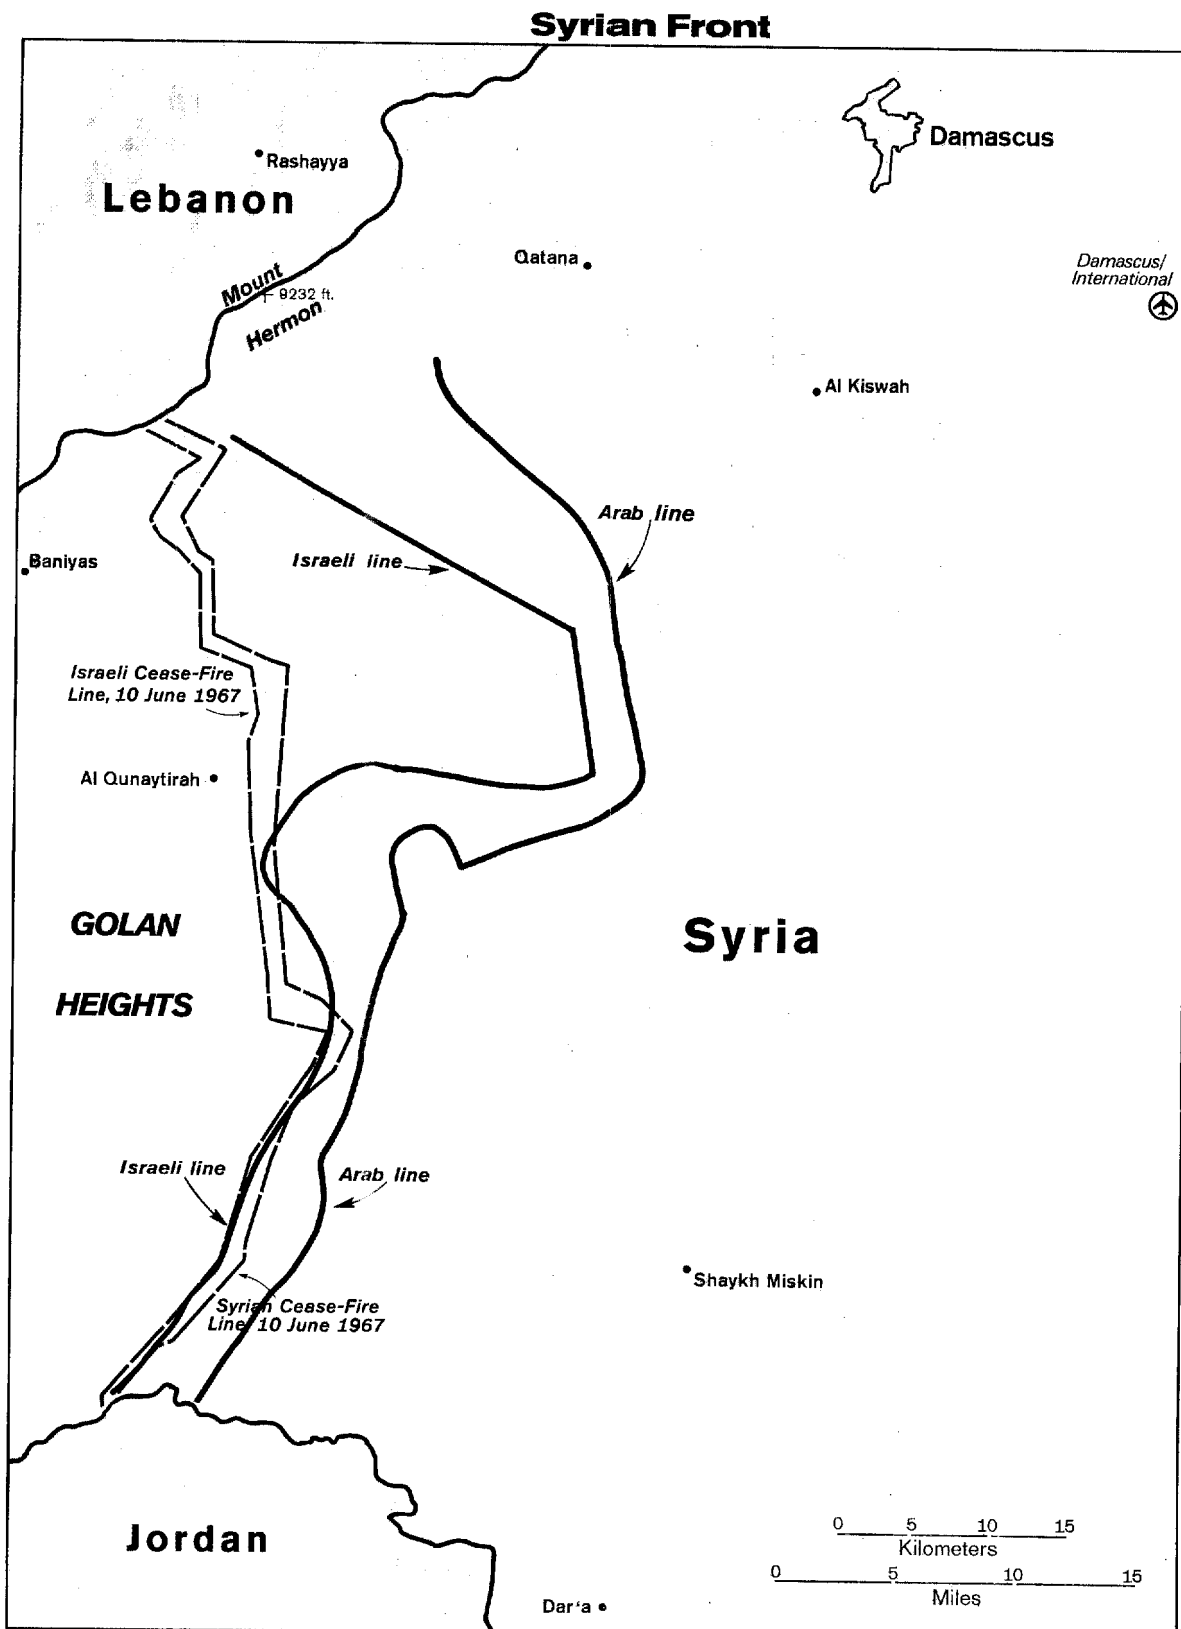 Syrian Front
Damascus
Rashayya
Lebanon
Qatana
Damascus/
International
Mount
9232 ft.
Hermon
Al Kiswah
Arab line
Israeli line
Baniyas
Israeli Cease-Fire
Line, 10 June 1967
Al Qunaytirah
GOLAN
Syria
HEIGHTS
Israeli line
Arab line
Shaykh Miskin
Syrian Cease-Fire
Line, 10 June 1967
Jordan
0 5 10 15
Kilometers
0 5 10 15
Miles
Dar'a